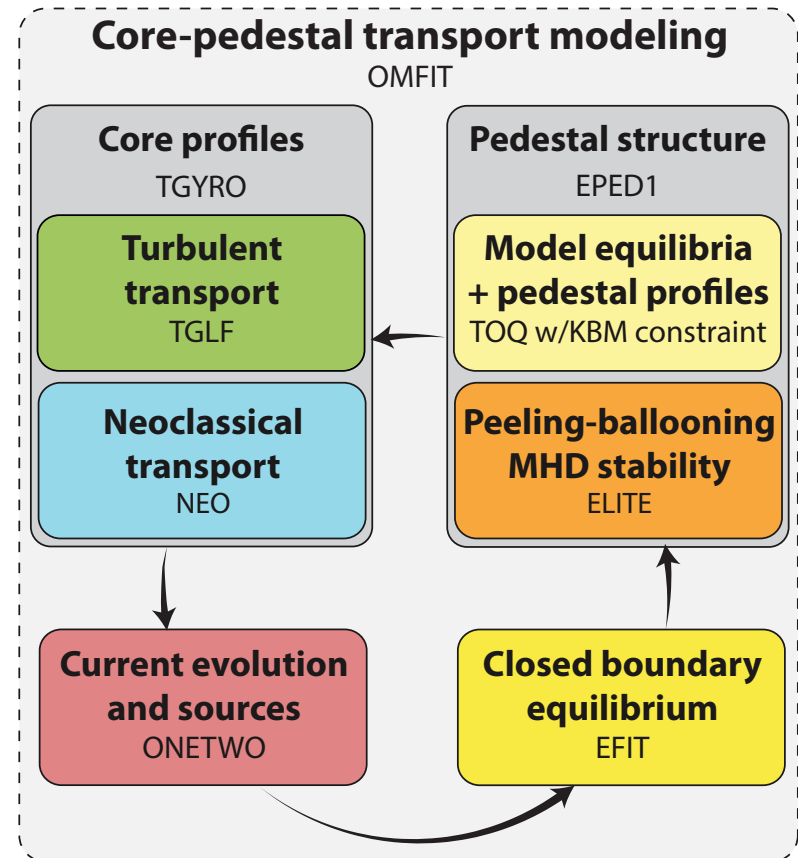 Core-pedestal transport modeling
OMFIT
Core profiles
TGYRO
Turbulent
transport
TGLF
Neoclassical
transport
NEO
Pedestal structure
EPED1
Model equilibria
+ pedestal profiles
TOQ w/KBM constraint
Peeling-ballooning
MHD stability
ELITE
Current evolution
and sources
ONETWO
Closed boundary
equilibrium
EFIT